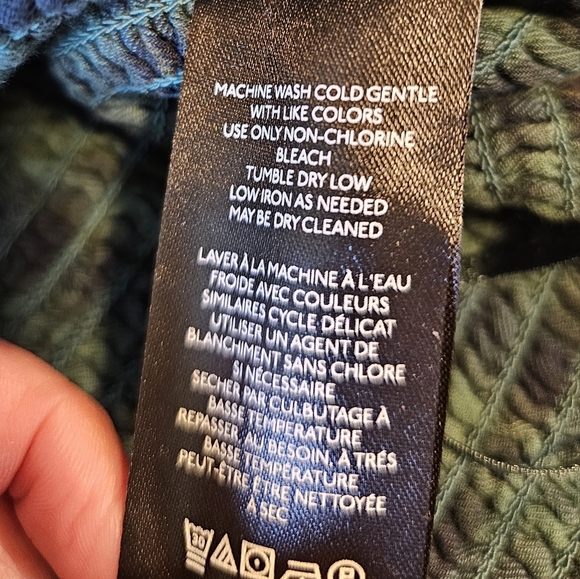 MACHINE WASH COLD GENTLE
WITH LIKE COLORS
USE ONLY NON-CHLORINE
BLEACH
TUMBLE DRY LOW
LOW IRON AS NEEDED
MAY BE DRY CLEANED
LAVER À LA MACHINE À L'EAU
FROIDE AVEC COULEURS
SIMILAIRES CYCLE DÉLICAT
UTILISER UN AGENT DE
BLANCHIMENT SANS CHLORE
SI NÉCESSAIRE
SÉCHER PAR CULBUTAGE À
BASSE TEMPÉRATURE
REPASSER, AU BESOIN, À TRÉS
BASSE TEMPÉRATURE
PEUT-ÊTRE ÊTRE NETTOYÉE
À SEC
30